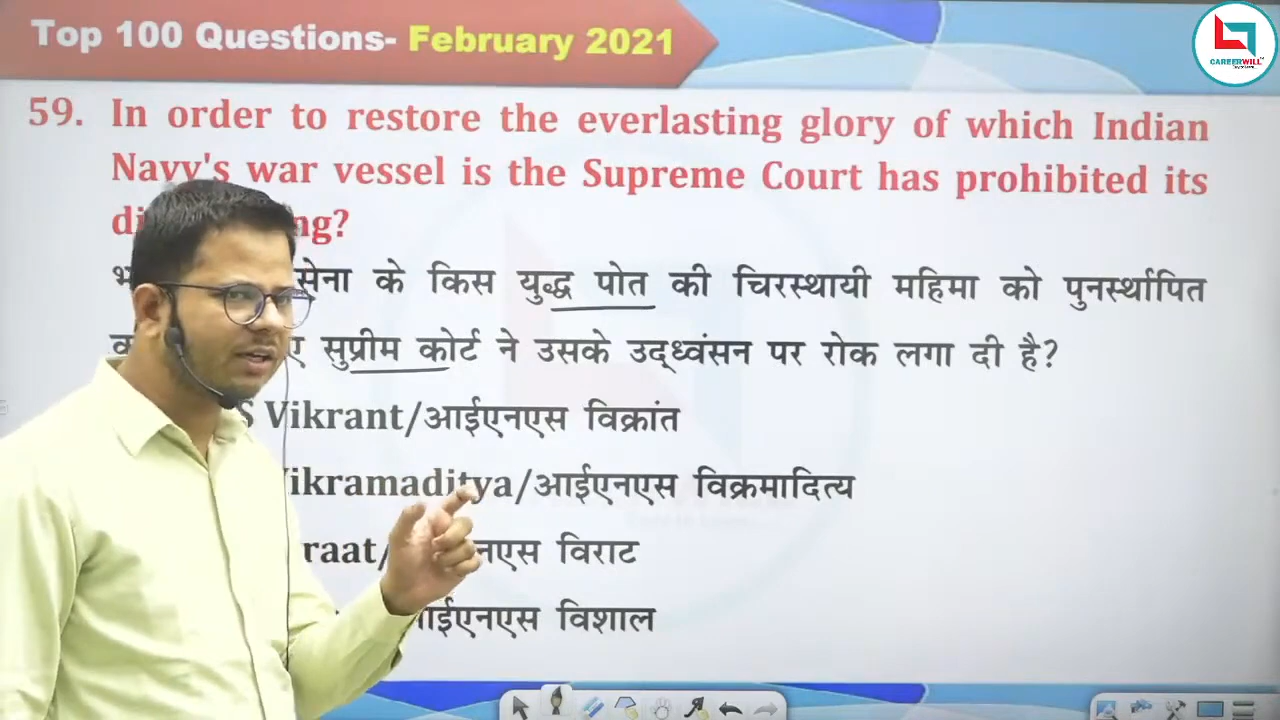 Top 100 Questions- February 2021
CAREERWILL
59. In order to restore the everlasting glory of which Indian
Navy's war vessel is the Supreme Court has prohibited its
di ng?
सेना के किस युद्ध पोत की चिरस्थायी महिमा को पुनर्स्थापित
सुप्रीम कोर्ट ने उसके उद्ध्वंसन पर रोक लगा दी है?
S Vikrant/आईएनएस विक्रांत
Vikramaditya/आईएनएस विक्रमादित्य
raat/ नएस विराट
आईएनएस विशाल